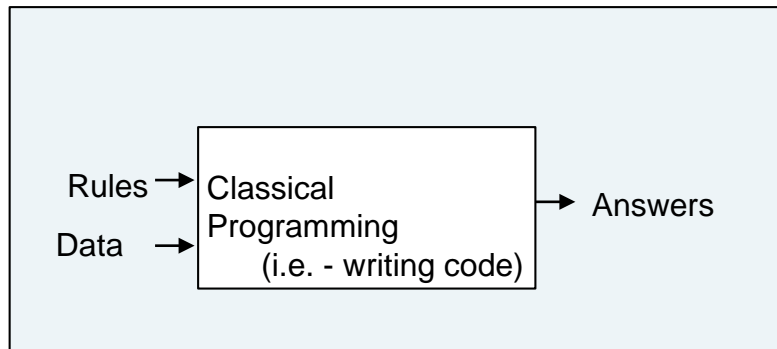 Rules
Data
Classical
Programming
(i.e. - writing code)
Answers